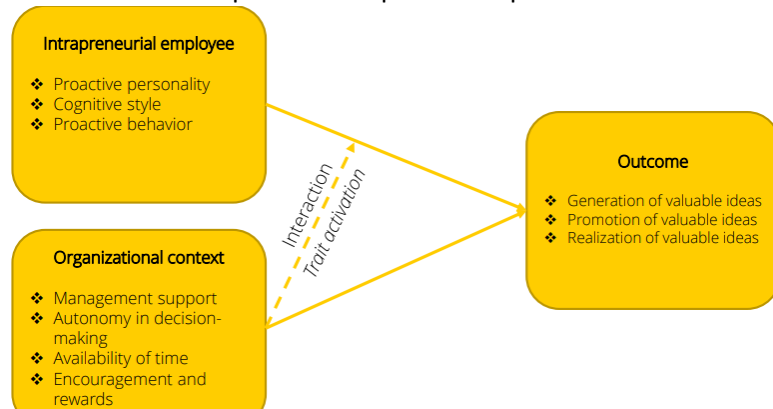 Intrapreneurial employee
❖ Proactive personality
❖ Cognitive style
❖ Proactive behavior
Outcome
❖ Generation of valuable ideas
❖ Promotion of valuable ideas
❖ Realization of valuable ideas
Interaction
Trait activation
Organizational context
❖ Management support
❖ Autonomy in decision-
making
❖ Availability of time
❖ Encouragement and
rewards